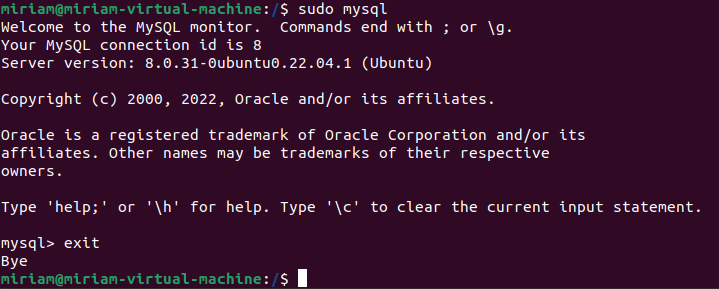 miriam@miriam-virtual-machine:/$ sudo mysql
Welcome to the MySQL monitor.  Commands end with ; or \g.
Your MySQL connection id is 8
Server version: 8.0.31-0ubuntu0.22.04.1 (Ubuntu)

Copyright (c) 2000, 2022, Oracle and/or its affiliates.

Oracle is a registered trademark of Oracle Corporation and/or its
affiliates. Other names may be trademarks of their respective
owners.

Type 'help;' or '\h' for help. Type '\c' to clear the current input statement.

mysql> exit
Bye
miriam@miriam-virtual-machine:/$